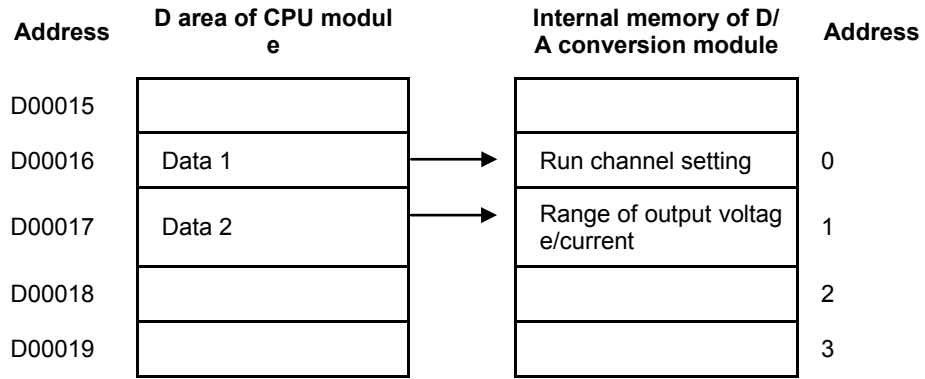 Address
D area of CPU modul
e
Internal memory of D/
A conversion module
Address
D00015
D00016
Data 1
Run channel setting
0
D00017
Data 2
Range of output voltag
e/current
1
D00018
2
D00019
3